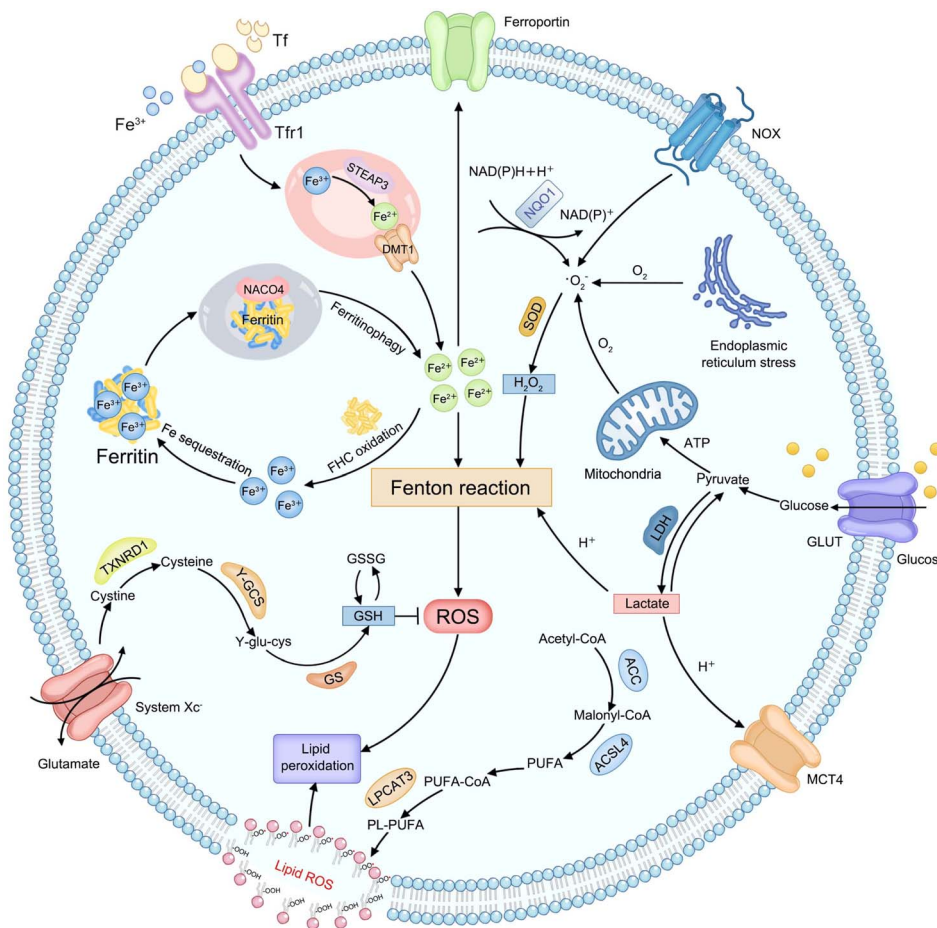 Ferroportin
Tf
Fe³⁺
Tfr1
NOX
STEAP3
Fe³⁺
Fe²⁺
DMT1
NAD(P)H+H⁺
NQO1
NAD(P)⁺
·O₂⁻
O₂
Endoplasmic
reticulum stress
NACO4
Ferritin
Ferritinophagy
SOD
O₂
H₂O₂
Fe²⁺
Fe²⁺
Fe²⁺
Fe²⁺
Fe³⁺
Fe³⁺
Fe³⁺
Ferritin
Fe sequestration
FHC oxidation
Fe³⁺
Fe³⁺
Fe³⁺
Mitochondria
ATP
Pyruvate
Glucose
GLUT
Glucos
Fenton reaction
LDH
H⁺
Lactate
TXNRD1
Cystine
Cysteine
Y-GCS
Y-glu-cys
GS
GSSG
GSH
ROS
Acetyl-CoA
ACC
H⁺
Malonyl-CoA
System Xc⁻
Glutamate
Lipid
peroxidation
ACSL4
PUFA
PUFA-CoA
LPCAT3
PL-PUFA
MCT4
Lipid ROS